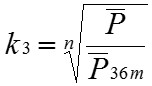 k₃ = ⁿ√(P̅ / P̅₃₆ₘ)